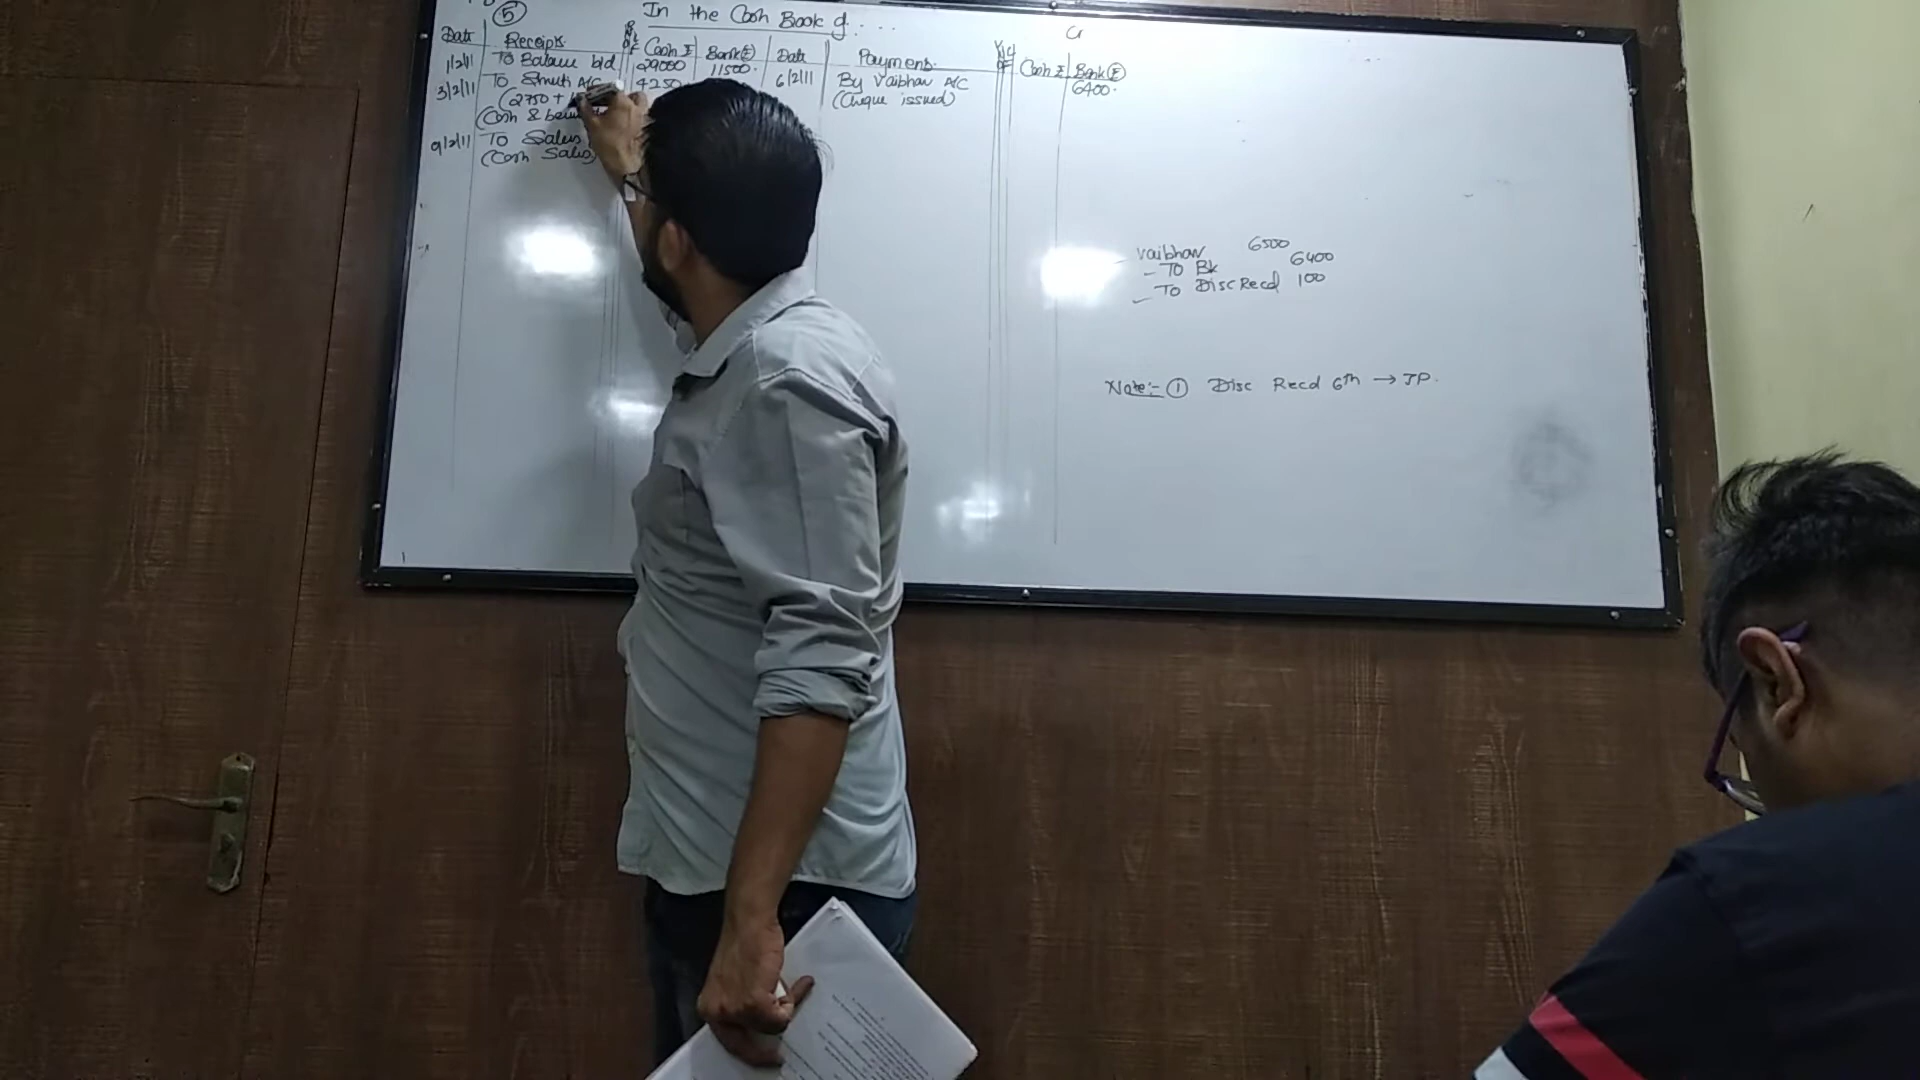 5
In the Cash Book of ....
Cr
Date Receipts Cash ₹ Bank(₹) Date Payments Cash ₹ Bank(₹)
1/2/11 To Balance b/d 29000 11500.
3/2/11 To Smuti A/C 4250 6/2/11 By Vaibhav A/C 6400.
(2750 + (Cheque issued)
(Cash &
9/2/11 To Sales
(Cash Sales)
Vaibhav 6500
- To Bk 6400
- To Disc Recd 100
Note:- ① Disc Recd 6th → JP.